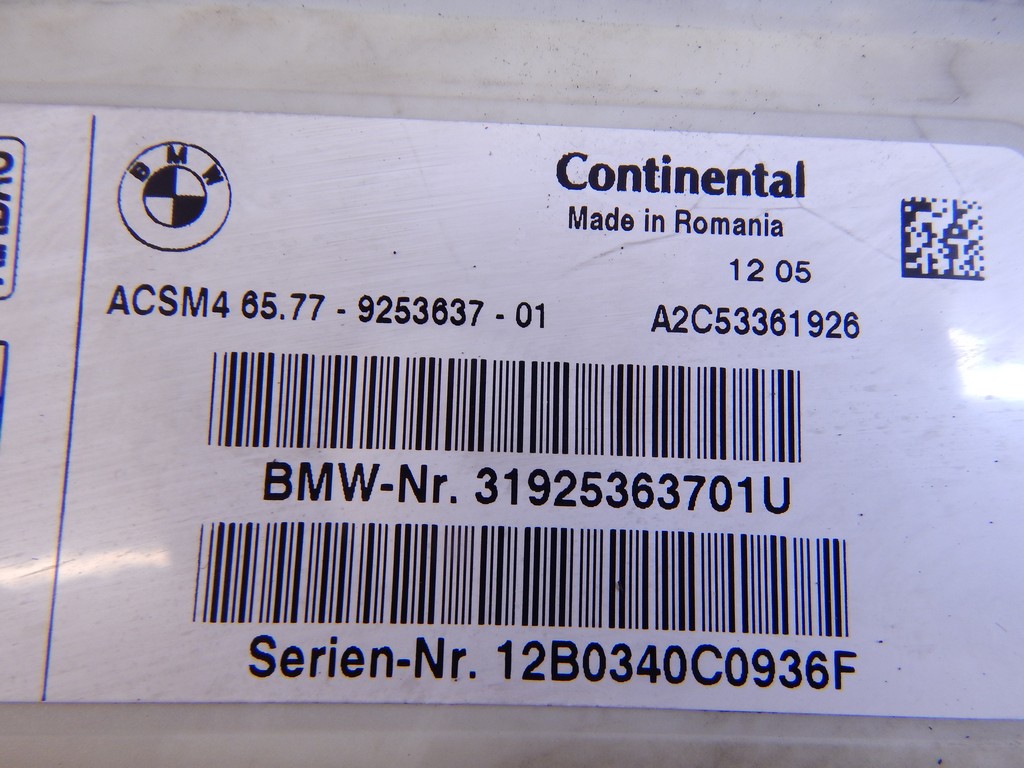 BMW
Continental
Made in Romania
12 05
ACSM4 65.77 - 9253637 - 01 A2C53361926
BMW-Nr. 31925363701U
Serien-Nr. 12B0340C0936F